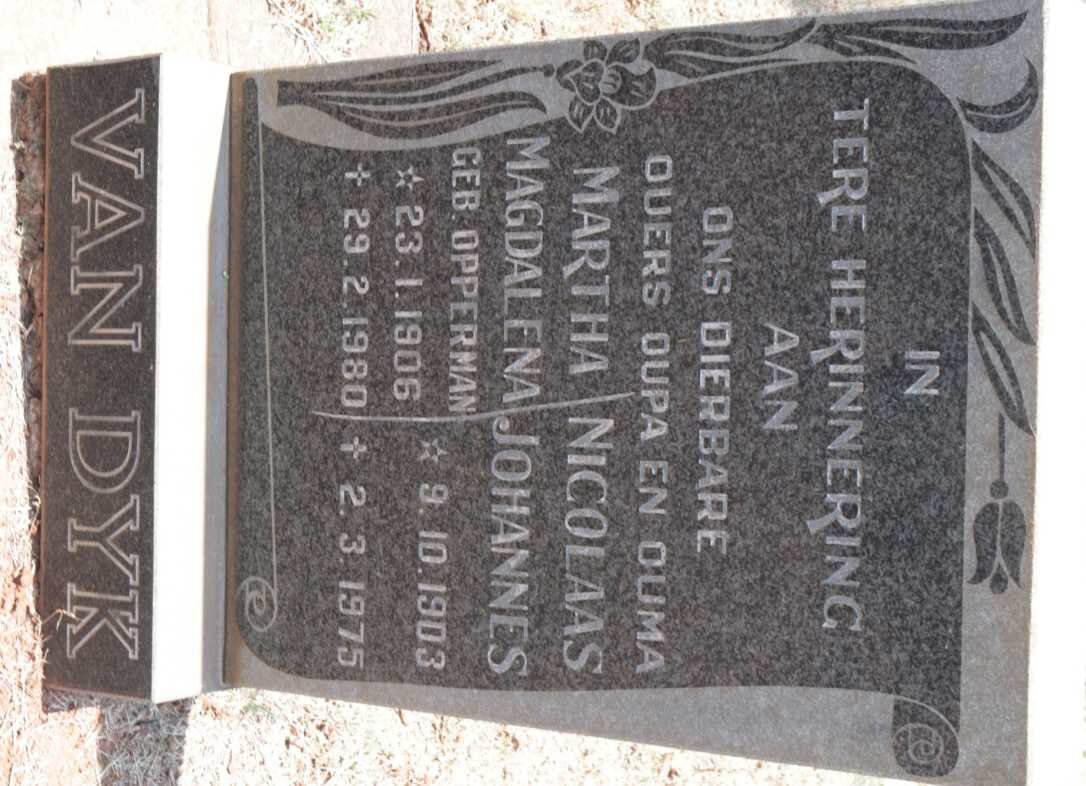 IN
TERE HERINNERING
AAN
ONS DIERBARE
OUERS OUPA EN OUMA
MARTHA
MAGDALENA
GEB. OPPERMAN
☆ 23.1.1906
✝ 29.2.1980
NICOLAAS
JOHANNES
☆ 9.10.1903
✝ 2.3.1975
VAN DYK